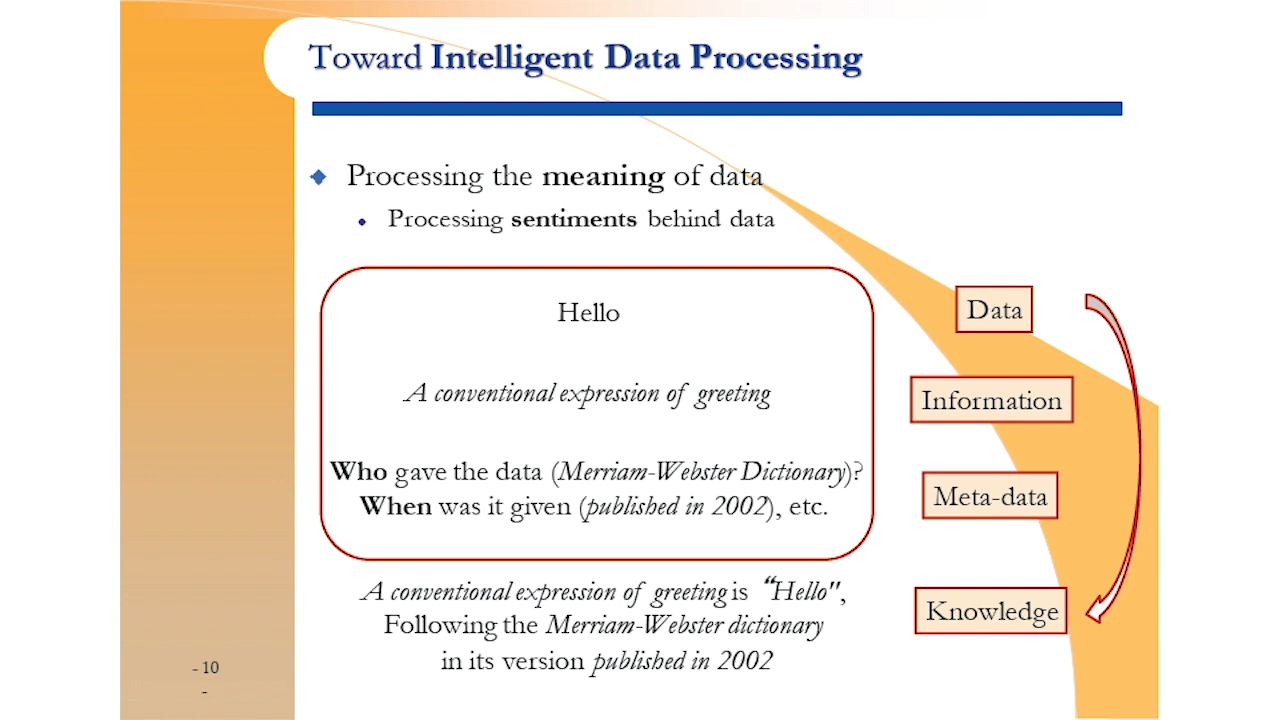 Toward Intelligent Data Processing
Processing the meaning of data
Processing sentiments behind data
Hello
A conventional expression of greeting
Who gave the data (Merriam-Webster Dictionary)?
When was it given (published in 2002), etc.
A conventional expression of greeting is “Hello",
Following the Merriam-Webster dictionary
in its version published in 2002
Data
Information
Meta-data
Knowledge
- 10
-